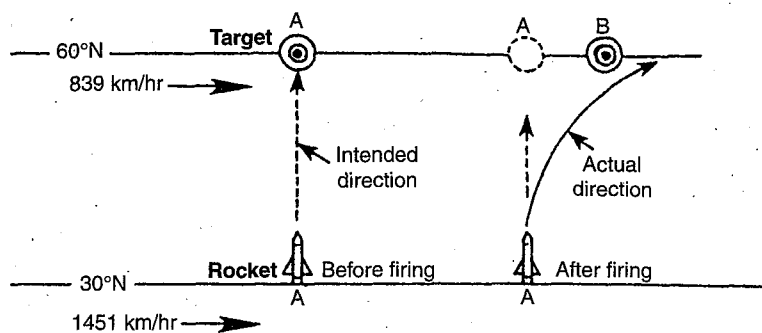 A
A
B
Target
60°N
839 km/hr
Intended
direction
Actual
direction
Rocket
Before firing
After firing
30°N
A
A
1451 km/hr